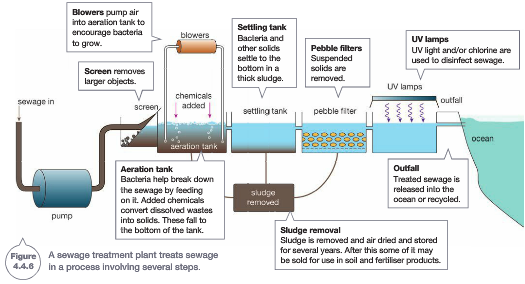 Blowers pump air
into aeration tank to
encourage bacteria
to grow.
blowers
Settling tank
Bacteria and
other solids
settle to the
bottom in a
thick sludge.
Pebble filters
Suspended
solids are
removed.
UV lamps
UV light and/or chlorine are
used to disinfect sewage.
Screen removes
larger objects.
sewage in
screen
chemicals
added
settling tank
pebble filter
UV lamps
outfall
ocean
aeration tank
pump
Aeration tank
Bacteria help break down
the sewage by feeding
on it. Added chemicals
convert dissolved wastes
into solids. These fall to
the bottom of the tank.
sludge
removed
Outfall
Treated sewage is
released into the
ocean or recycled.
Sludge removal
Sludge is removed and air dried and stored
for several years. After this some of it may
be sold for use in soil and fertiliser products.
Figure
4.4.6
A sewage treatment plant treats sewage
in a process involving several steps.